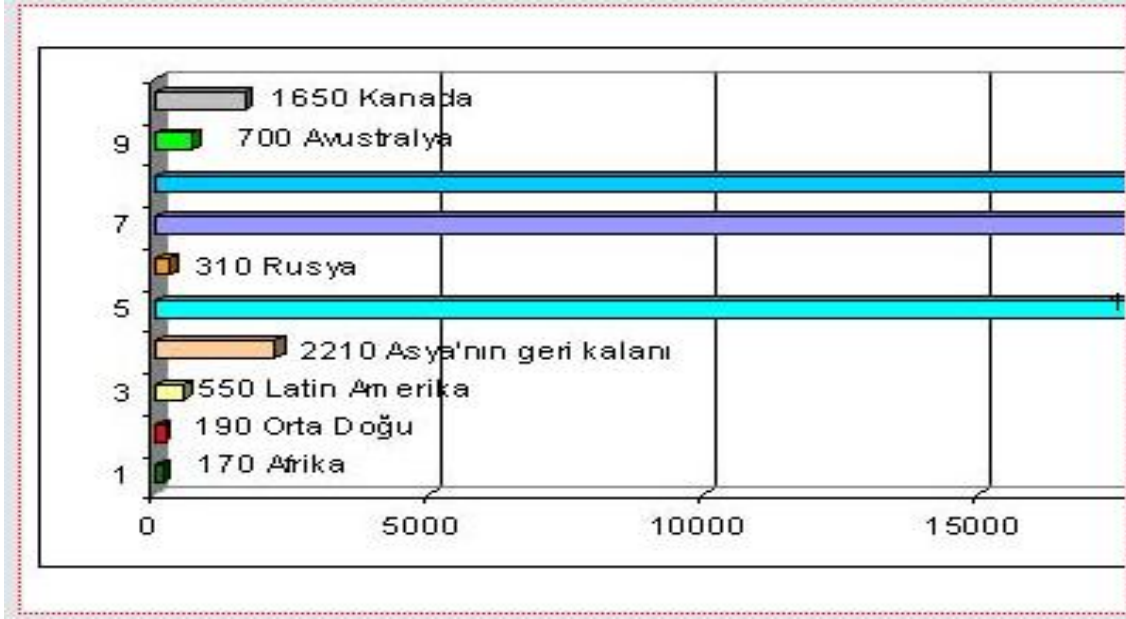 1650 Kanada
9
700 Avustralya
7
310 Rusya
5
2210 Asya'nın geri kalanı
3
550 Latin Amerika
190 Orta Doğu
1
170 Afrika
0 5000 10000 15000